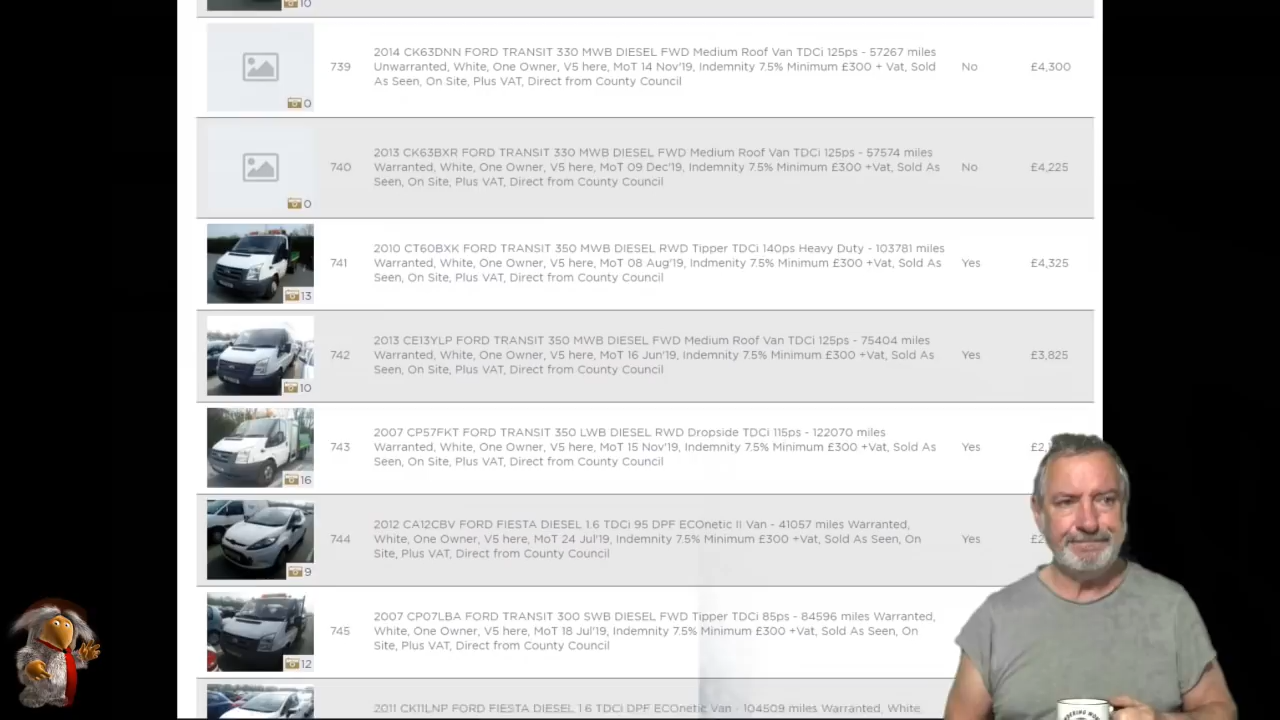 10
2014 CK63DNN FORD TRANSIT 330 MWB DIESEL FWD Medium Roof Van TDCi 125ps - 57267 miles
739 Unwarranted, White, One Owner, V5 here, MoT 14 Nov'19, Indemnity 7.5% Minimum £300 + Vat, Sold No £4,300
As Seen, On Site, Plus VAT, Direct from County Council
0
2013 CK63BXR FORD TRANSIT 330 MWB DIESEL FWD Medium Roof Van TDCi 125ps - 57574 miles
740 Warranted, White, One Owner, V5 here, MoT 09 Dec'19, Indemnity 7.5% Minimum £300 +Vat, Sold As No £4,225
Seen, On Site, Plus VAT, Direct from County Council
0
2010 CT60BXK FORD TRANSIT 350 MWB DIESEL RWD Tipper TDCi 140ps Heavy Duty - 103781 miles
741 Warranted, White, One Owner, V5 here, MoT 08 Aug'19, Indmenity 7.5% Minimum £300 +Vat, Sold As Yes £4,325
Seen, On Site, Plus VAT, Direct from County Council
13
2013 CE13YLP FORD TRANSIT 350 MWB DIESEL FWD Medium Roof Van TDCi 125ps - 75404 miles
742 Warranted, White, One Owner, V5 here, MoT 16 Jun'19, Indemnity 7.5% Minimum £300 +Vat, Sold As Yes £3,825
Seen, On Site, Plus VAT, Direct from County Council
10
2007 CP57FKT FORD TRANSIT 350 LWB DIESEL RWD Dropside TDCi 115ps - 122070 miles
743 Warranted, White, One Owner, V5 here, MoT 15 Nov'19, Indemnity 7.5% Minimum £300 +Vat, Sold As Yes
Seen, On Site, Plus VAT, Direct from County Council
16
2012 CA12CBV FORD FIESTA DIESEL 1.6 TDCi 95 DPF ECOnetic II Van - 41057 miles Warranted,
744 White, One Owner, V5 here, MoT 24 Jul'19, Indemnity 7.5% Minimum £300 +Vat, Sold As Seen, On Yes
Site, Plus VAT, Direct from County Council
9
2007 CP07LBA FORD TRANSIT 300 SWB DIESEL FWD Tipper TDCi 85ps - 84596 miles Warranted,
745 White, One Owner, V5 here, MoT 18 Jul'19, Indemnity 7.5% Minimum £300 +Vat, Sold As Seen, On
Site, Plus VAT, Direct from County Council
12
2011 CK11LNP FORD FIESTA DIESEL 1.6 TDCi DPF ECOnetic Van - 104509 miles Warranted, White,